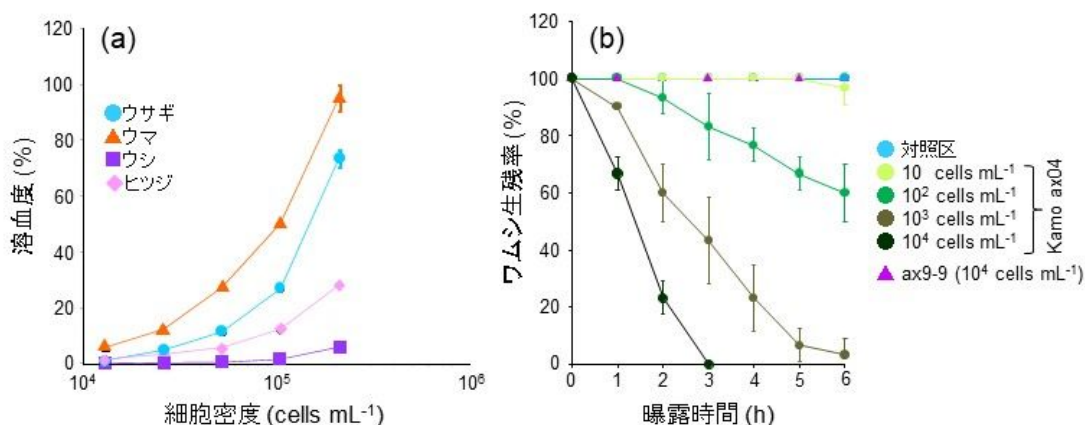 (a)
溶血度 (%)
120
100
80
60
40
20
0
ウサギ
ウマ
ウシ
ヒツジ
10⁴
10⁵
10⁶
細胞密度 (cells mL⁻¹)
(b)
ワムシ生残率 (%)
120
100
80
60
40
20
0
0 1 2 3 4 5 6
曝露時間 (h)
対照区
10 cells mL⁻¹
10² cells mL⁻¹
10³ cells mL⁻¹
10⁴ cells mL⁻¹
Kamo ax04
ax9-9 (10⁴ cells mL⁻¹)